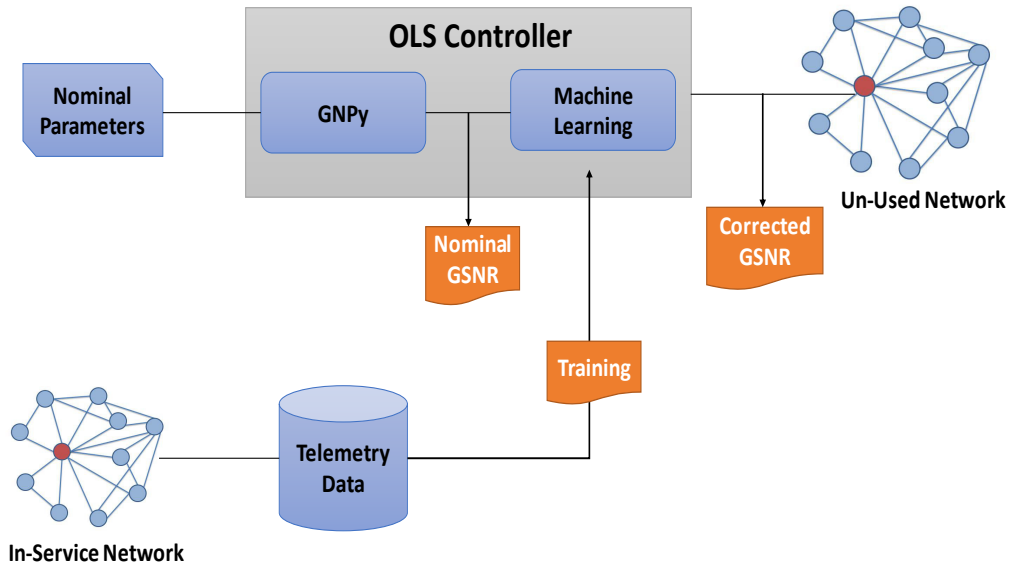 OLS Controller
Nominal
Parameters
GNPy
Machine
Learning
Un-Used Network
Nominal
GSNR
Corrected
GSNR
Training
Telemetry
Data
In-Service Network